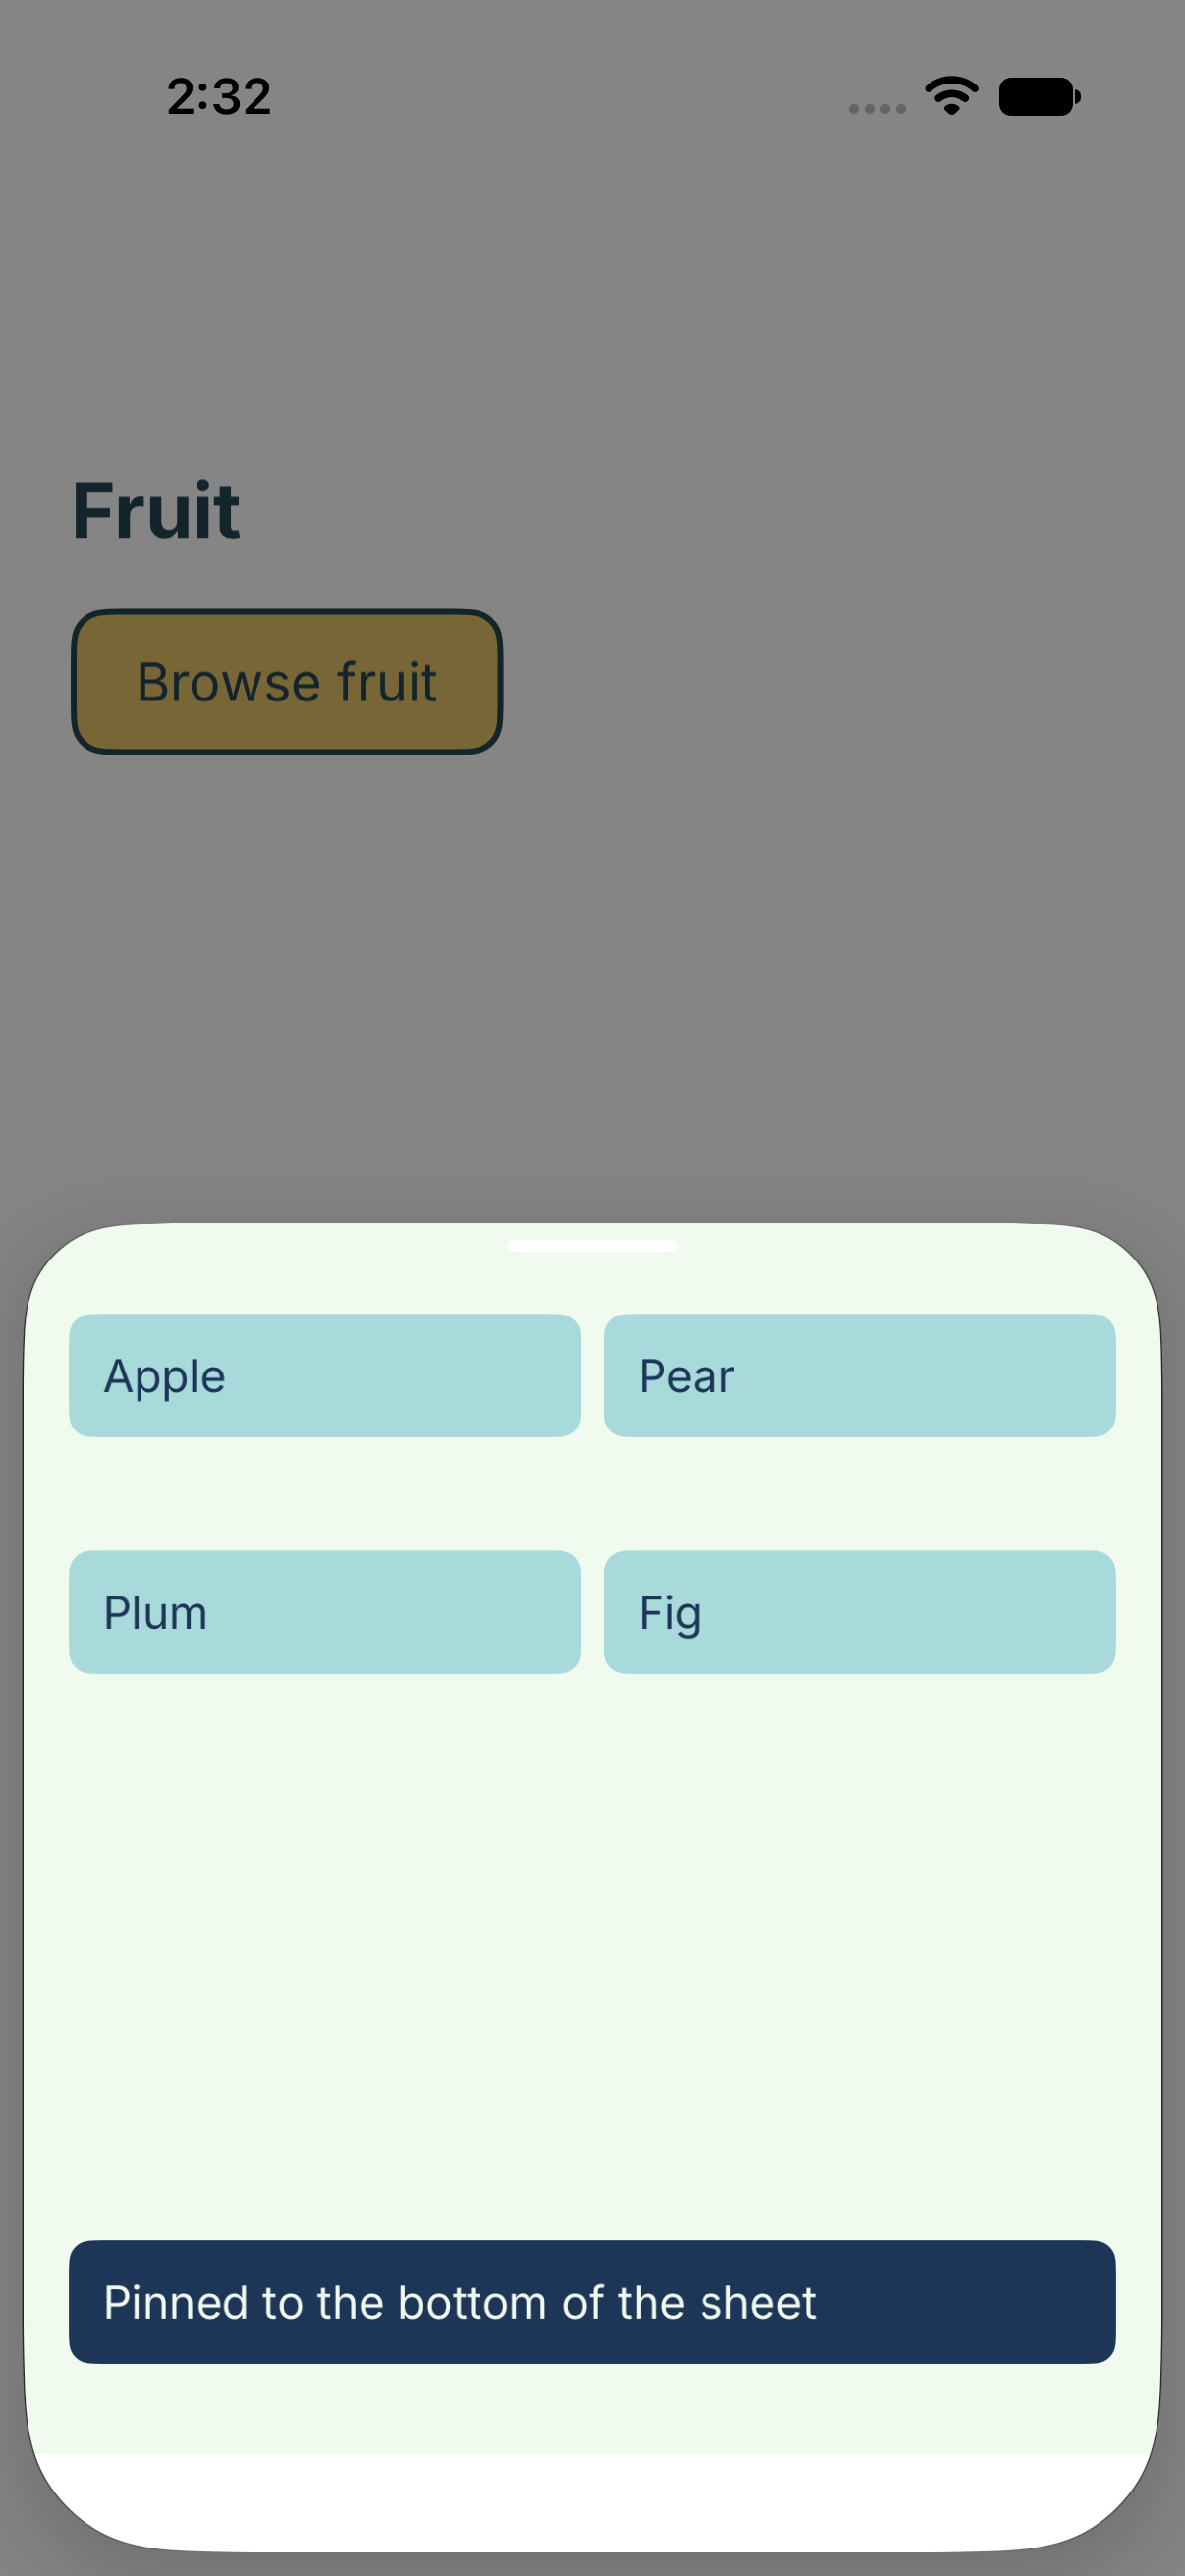 2:32
Fruit
Browse fruit
Apple
Pear
Plum
Fig
Pinned to the bottom of the sheet